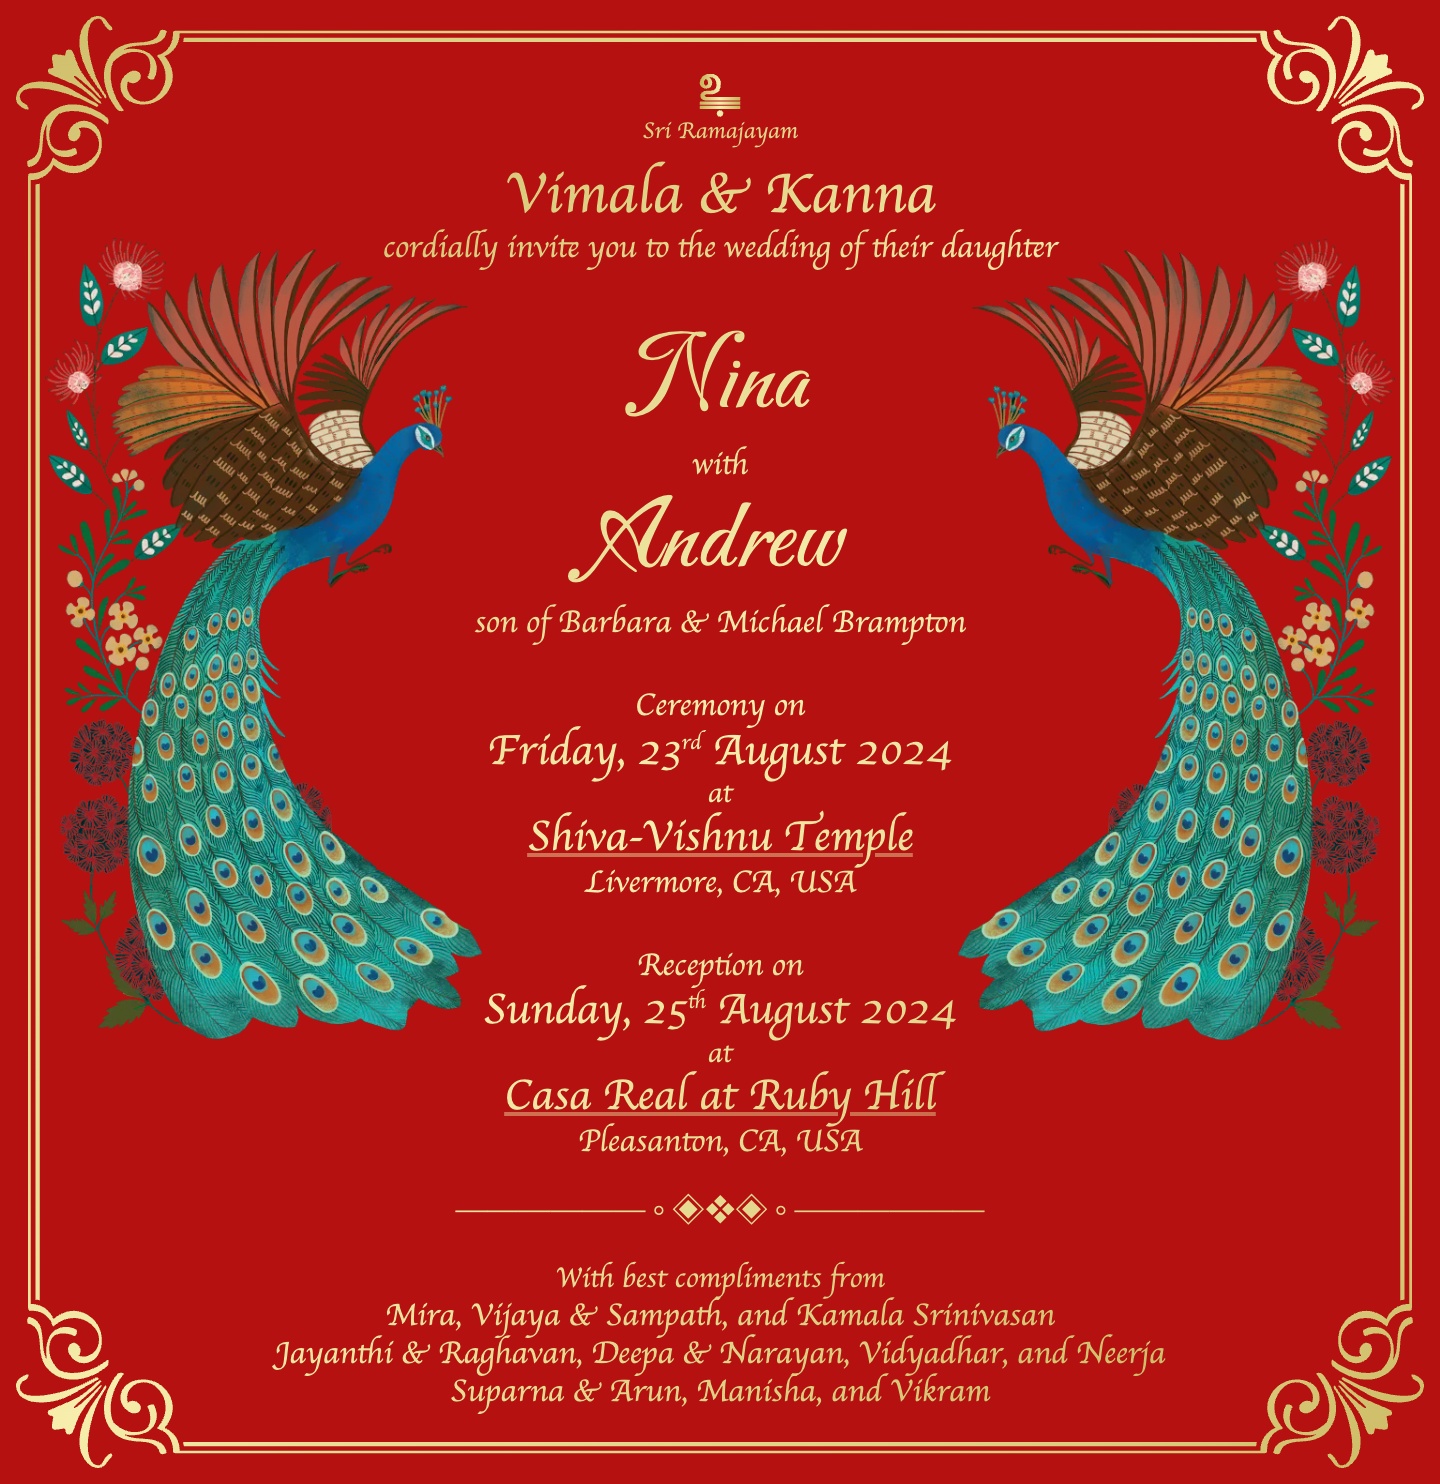 உ
Sri Ramajayam
Vimala & Kanna
cordially invite you to the wedding of their daughter
Nina
with
Andrew
son of Barbara & Michael Brampton
Ceremony on
Friday, 23rd August 2024
at
Shiva-Vishnu Temple
Livermore, CA, USA
Reception on
Sunday, 25th August 2024
at
Casa Real at Ruby Hill
Pleasanton, CA, USA
With best compliments from
Mira, Vijaya & Sampath, and Kamala Srinivasan
Jayanthi & Raghavan, Deepa & Narayan, Vidyadhar, and Neerja
Suparna & Arun, Manisha, and Vikram